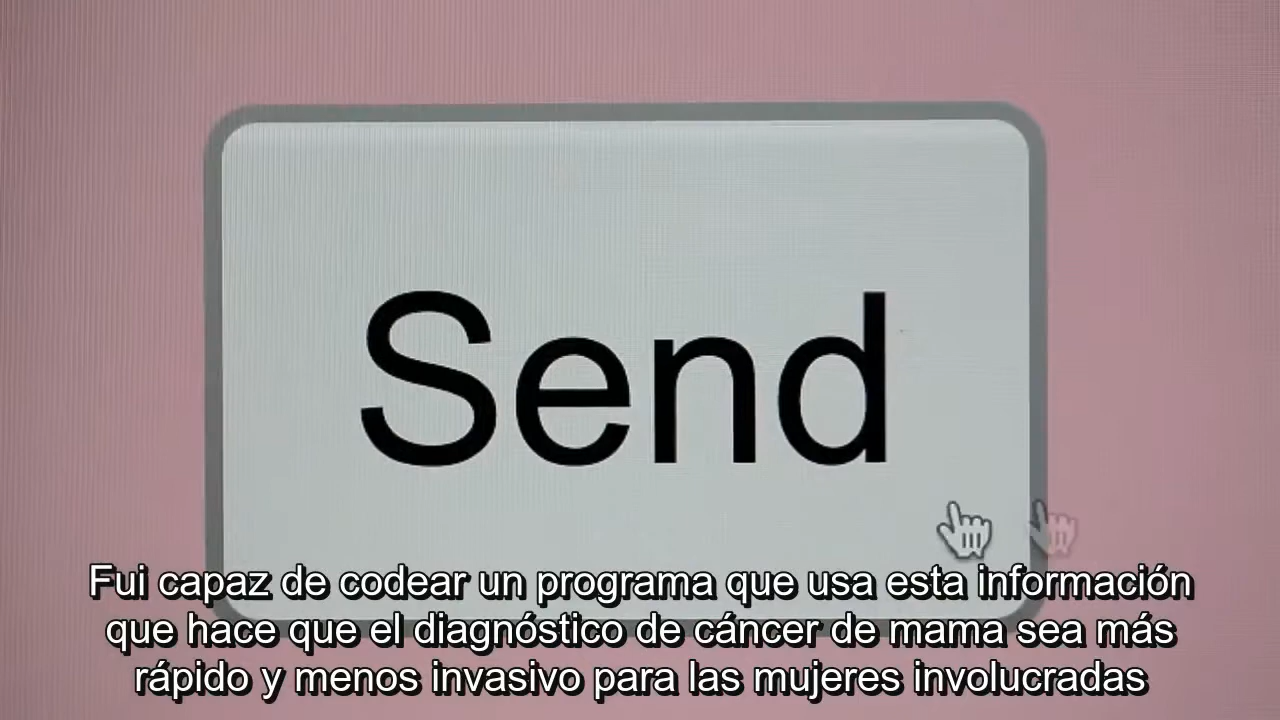 Send
Fui capaz de codear un programa que usa esta información
que hace que el diagnóstico de cáncer de mama sea más
rápido y menos invasivo para las mujeres involucradas